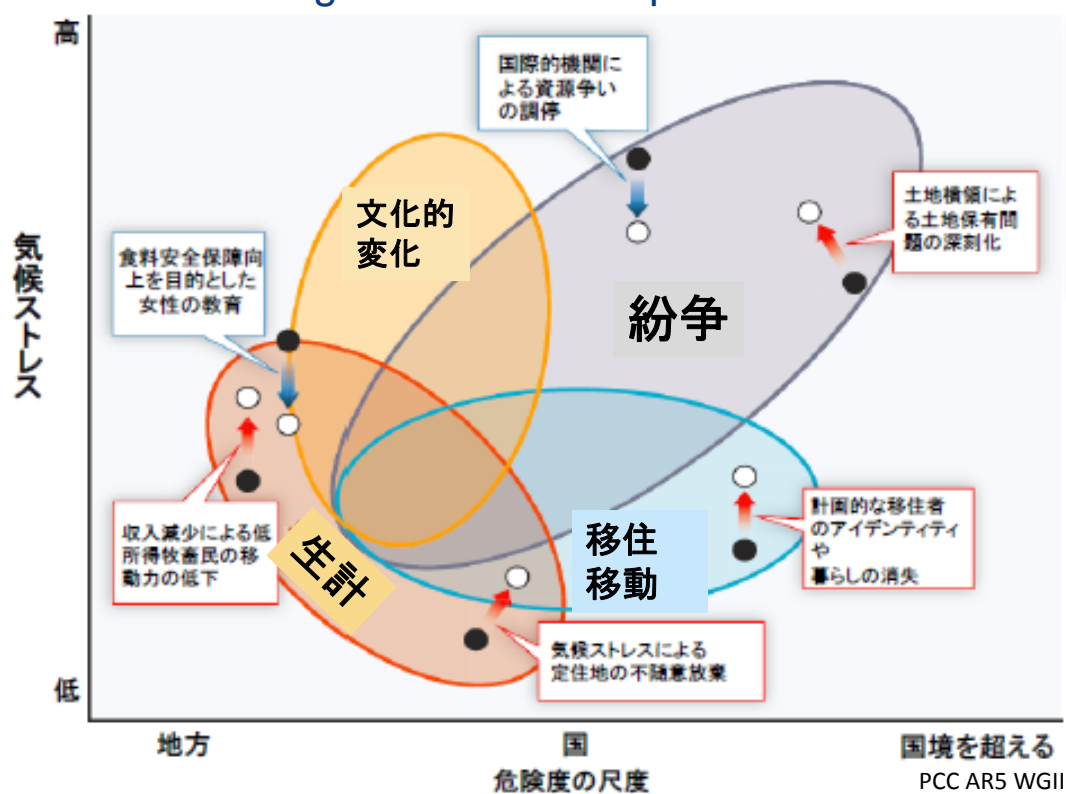 高
国際的機関に
よる資源争い
の調停
文化的
変化
土地横領によ
る土地保有問
題の深刻化
食料安全保障向
上を目的とした
女性の教育
気候ストレス
紛争
収入減少による低
所得牧畜民の移
動力の低下
生計
移住
移動
計画的な移住者
のアイデンティティ
や
暮らしの消失
気候ストレスによる
定住地の不随意放棄
低
地方
国
国境を超える
危険度の尺度
PCC AR5 WGII